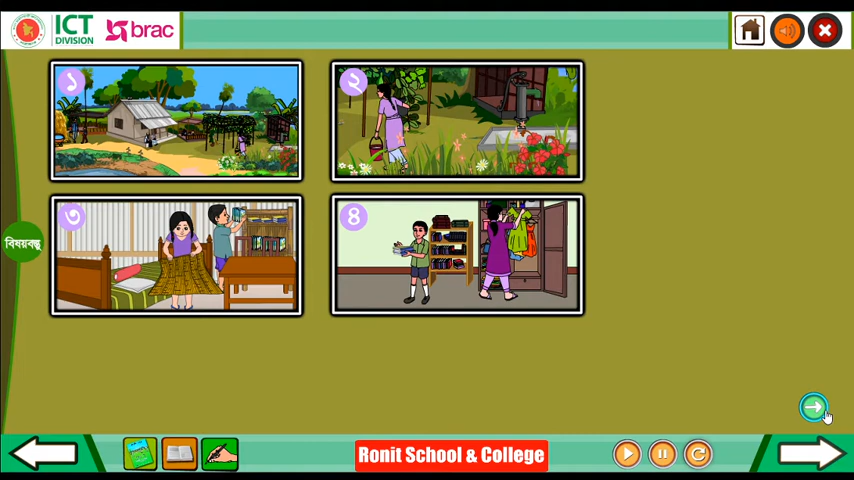 ICT
DIVISION
brac
১
২
৩
৪
বিষয়বস্তু
Ronit School & College